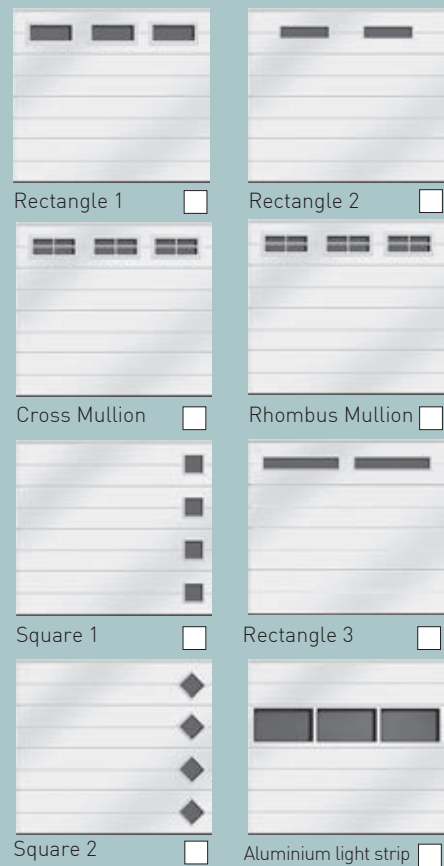 Rectangle 1
Rectangle 2
Cross Mullion
Rhombus Mullion
Square 1
Rectangle 3
Square 2
Aluminium light strip